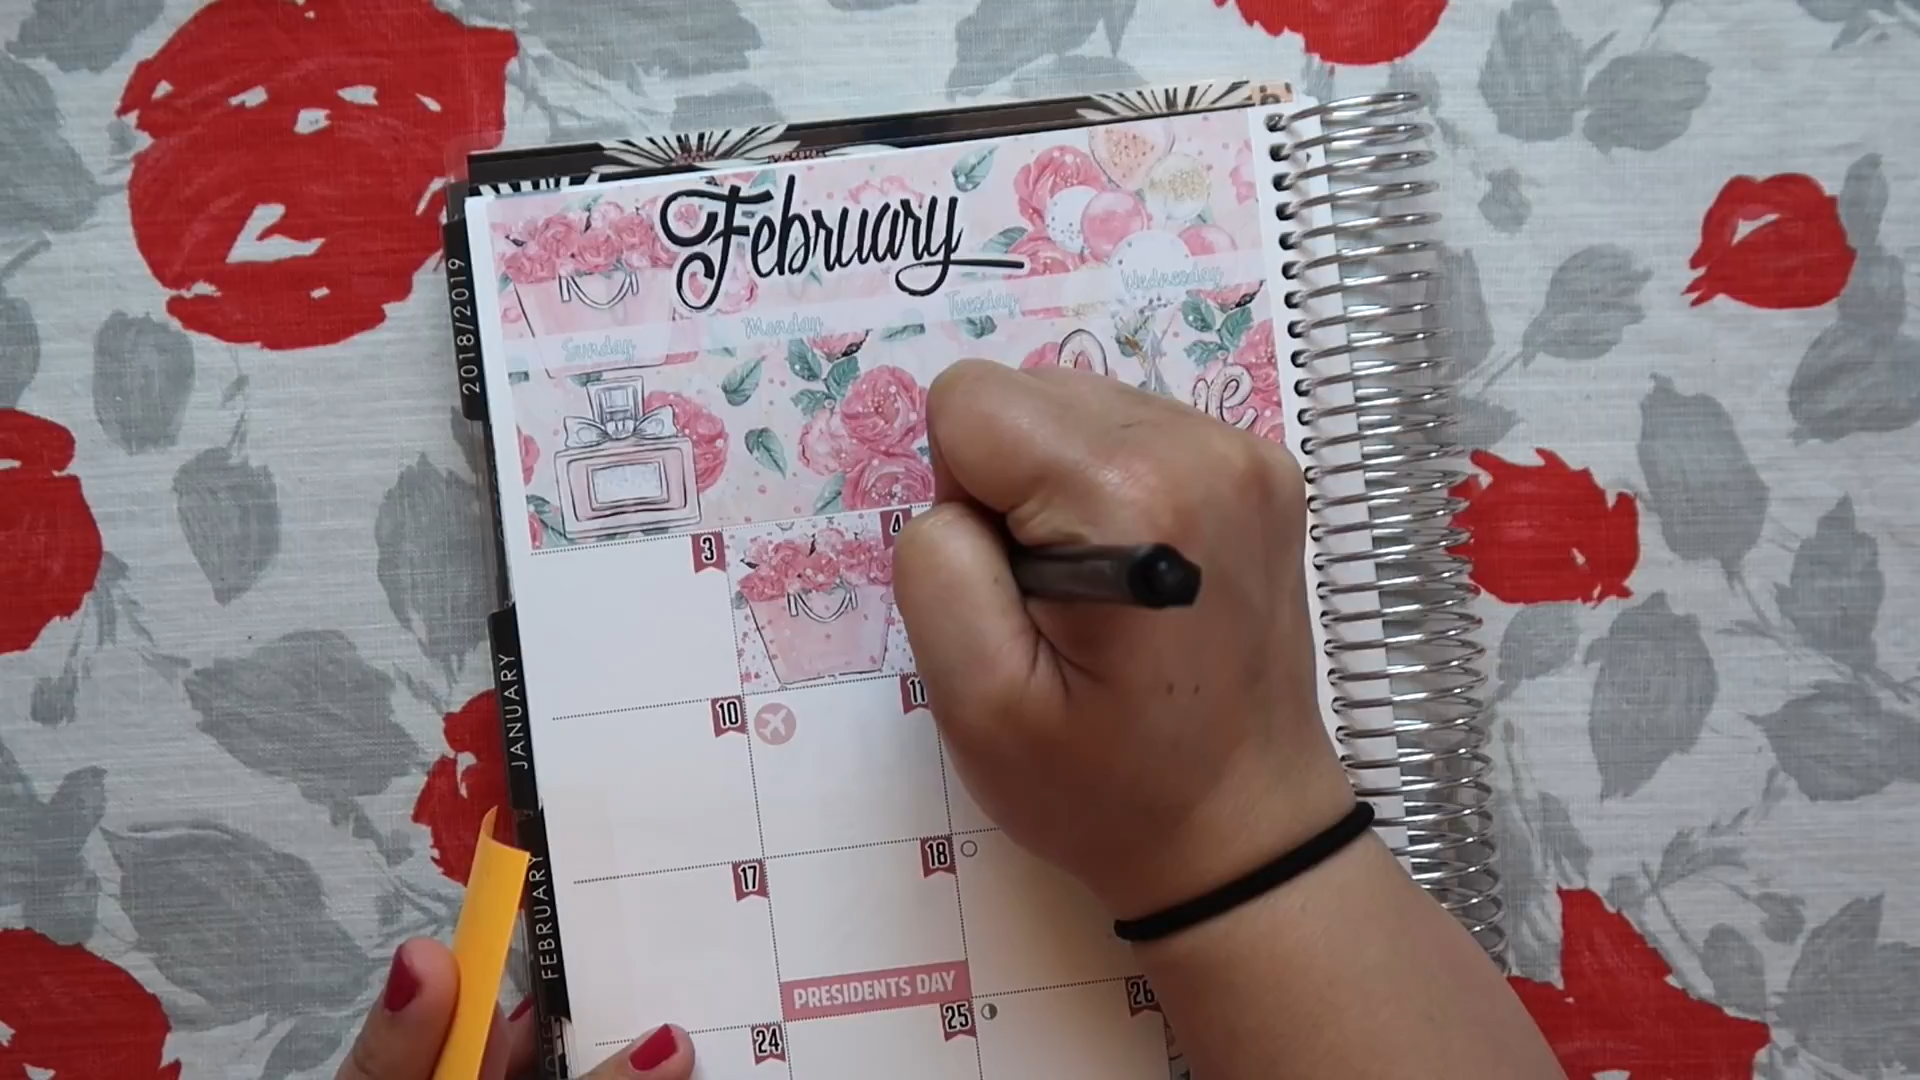 February
Sunday
Monday
Tuesday
Wednesday
2018/2019
3
4
10
11
JANUARY
17
18
FEBRUARY
PRESIDENTS DAY
24
25
26